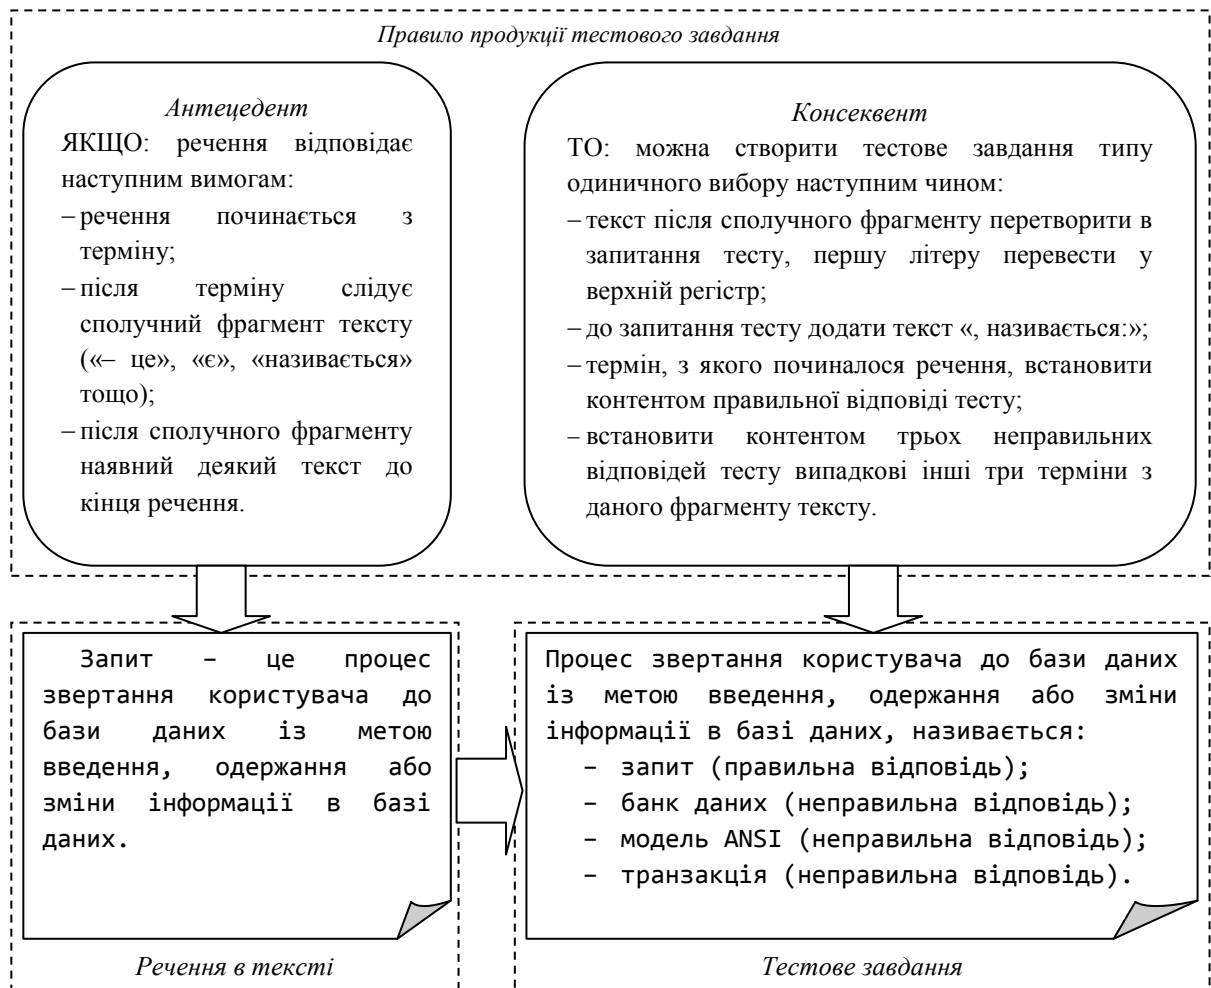 Правило продукції тестового завдання
Антецедент
ЯКЩО: речення відповідає
наступним вимогам:
– речення починається з
терміну;
– після терміну слідує
сполучний фрагмент тексту
(«– це», «є», «називається»
тощо);
– після сполучного фрагменту
наявний деякий текст до
кінця речення.
Консеквент
ТО: можна створити тестове завдання типу
одиничного вибору наступним чином:
– текст після сполучного фрагменту перетворити в
запитання тесту, першу літеру перевести у
верхній регістр;
– до запитання тесту додати текст «, називається:»;
– термін, з якого починалося речення, встановити
контентом правильної відповіді тесту;
– встановити контентом трьох неправильних
відповідей тесту випадкові інші три терміни з
даного фрагменту тексту.
Запит – це процес
звертання користувача до
бази даних із метою
введення, одержання або
зміни інформації в базі
даних.
Речення в тексті
Процес звертання користувача до бази даних
із метою введення, одержання або зміни
інформації в базі даних, називається:
– запит (правильна відповідь);
– банк даних (неправильна відповідь);
– модель ANSI (неправильна відповідь);
– транзакція (неправильна відповідь).
Тестове завдання